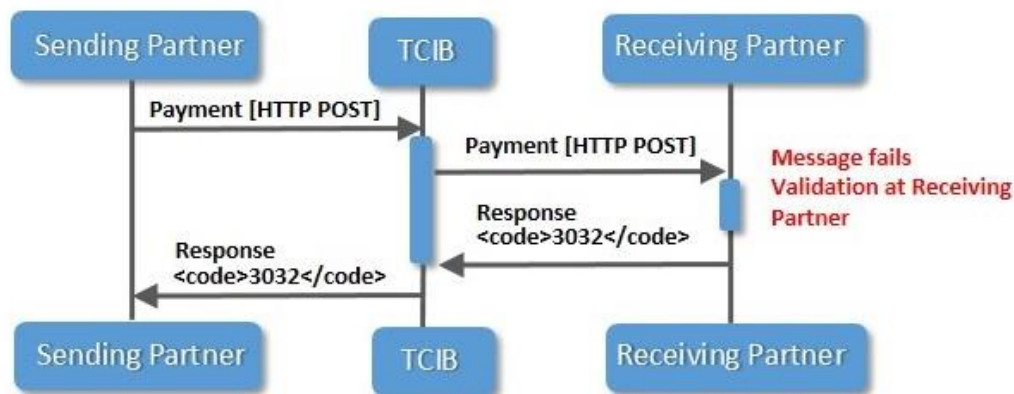 Sending Partner
TCIB
Receiving Partner
Payment [HTTP POST]
Payment [HTTP POST]
Message fails
Validation at Receiving
Partner
Response
<code>3032</code>
Response
<code>3032</code>
Sending Partner
TCIB
Receiving Partner